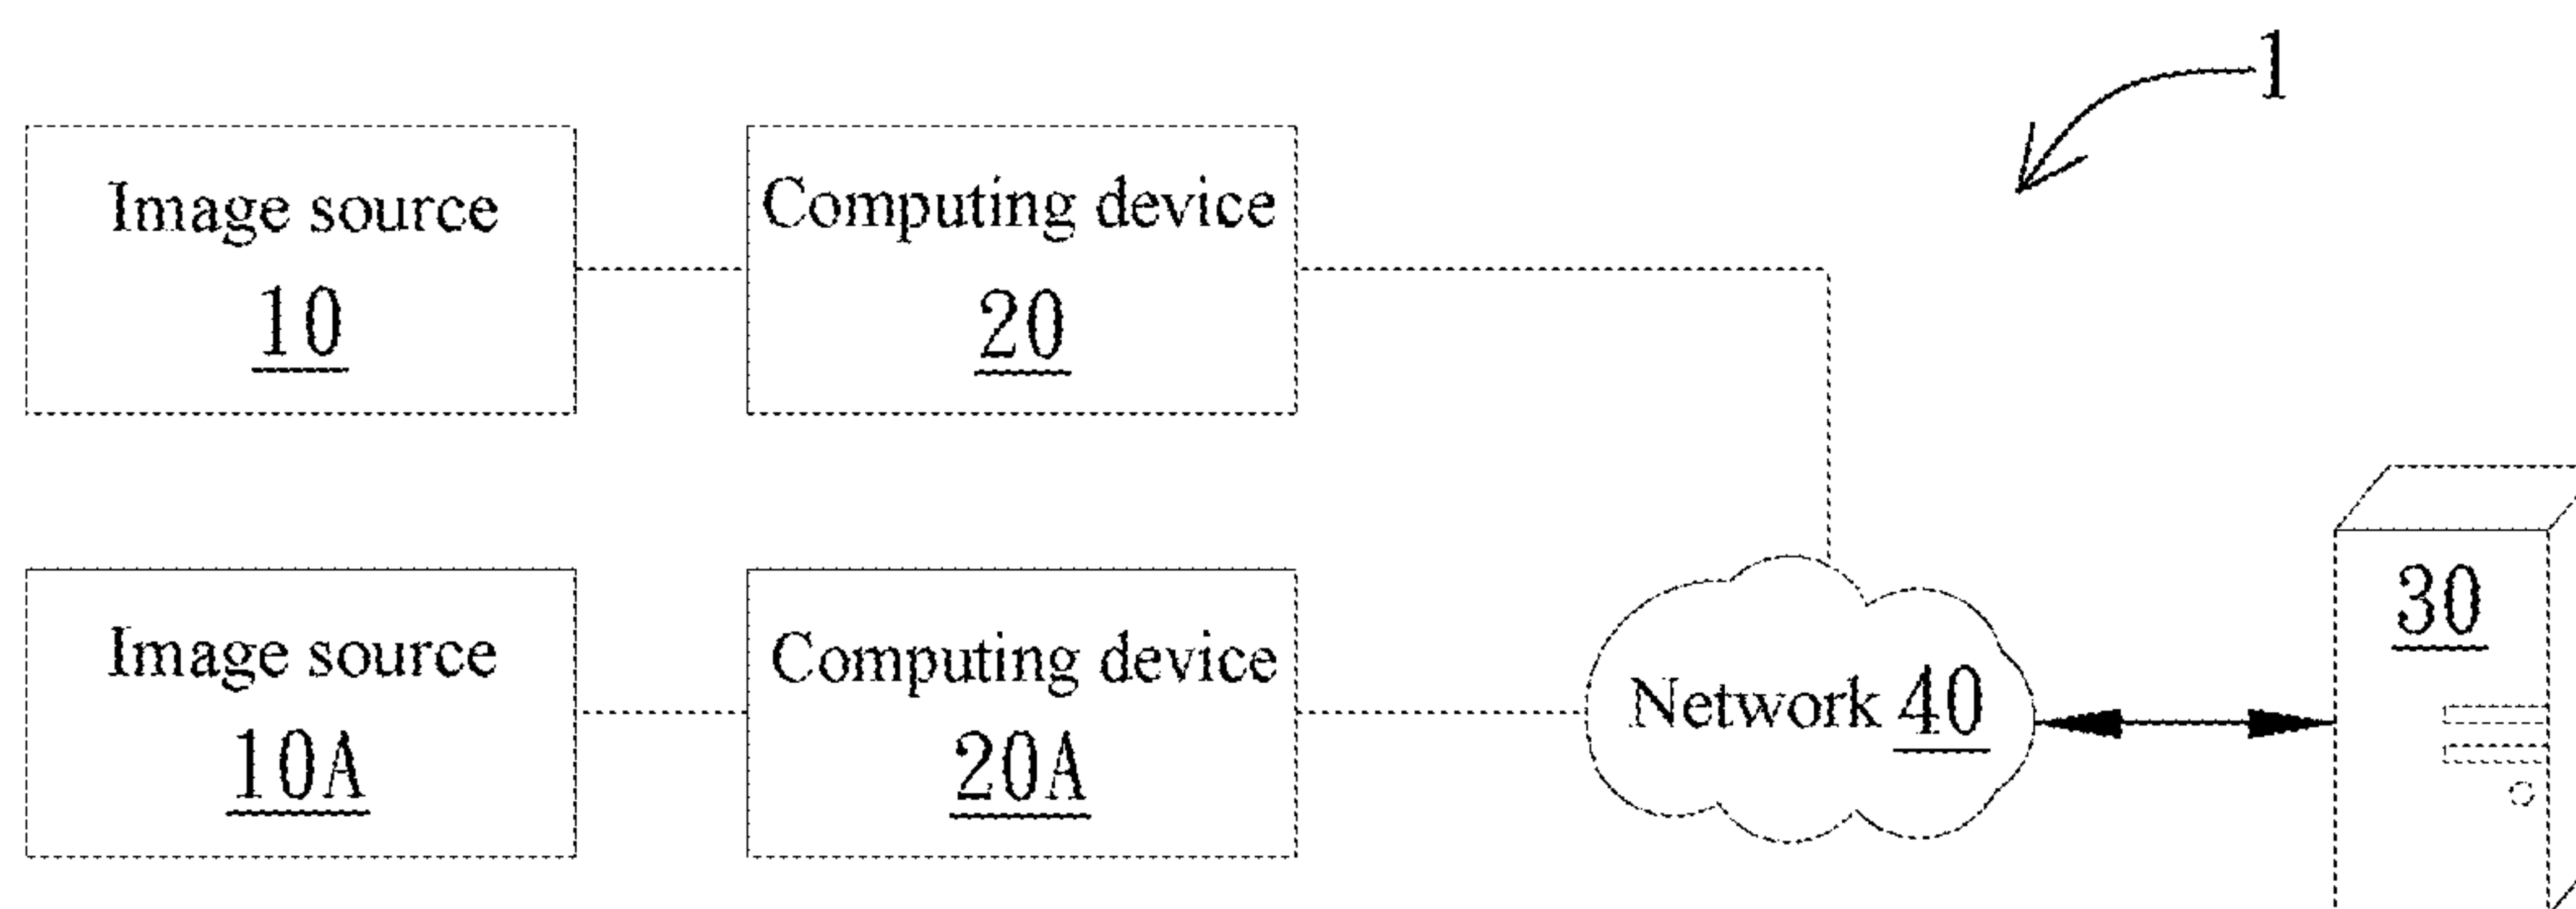 1
Image source
10
Computing device
20
Image source
10A
Computing device
20A
Network 40
30